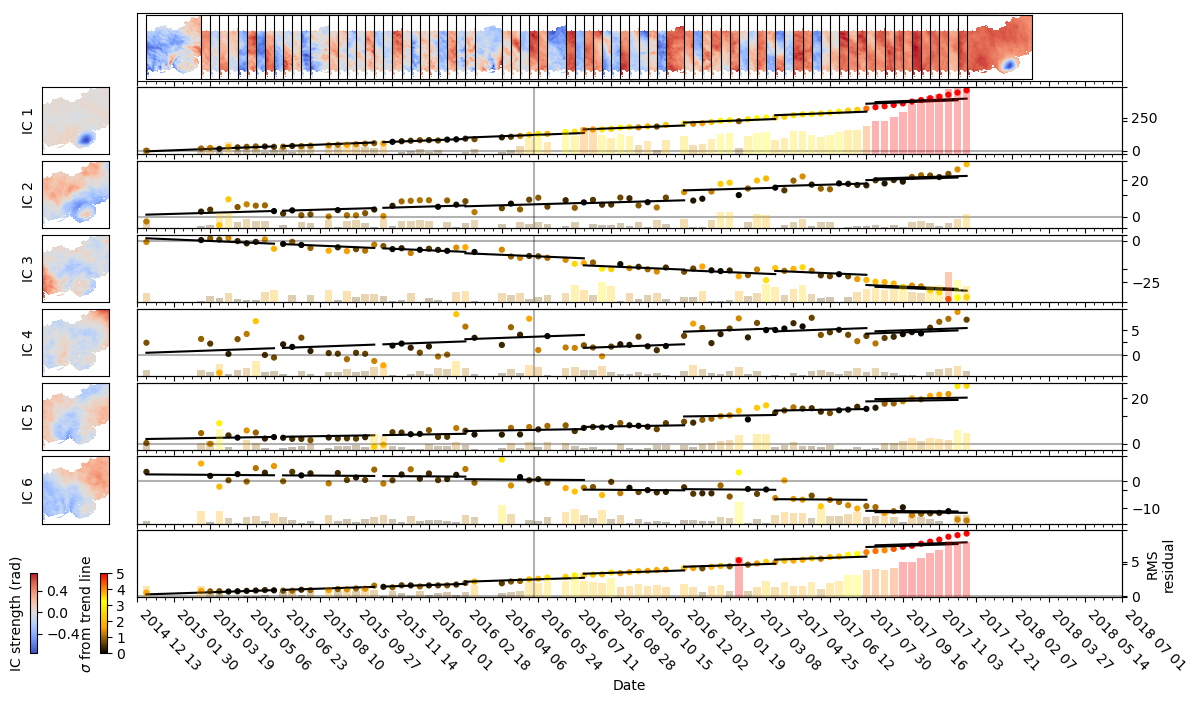 IC 1
250
0
IC 2
20
0
IC 3
0
−25
IC 4
5
0
IC 5
20
0
IC 6
0
−10
RMS
residual
5
0
IC strength (rad)
0.4
0.0
−0.4
σ from trend line
5
4
3
2
1
0
2014 12 13
2015 01 30
2015 03 19
2015 05 06
2015 06 23
2015 08 10
2015 09 27
2015 11 14
2016 01 01
2016 02 18
2016 04 06
2016 05 24
2016 07 11
2016 08 28
2016 10 15
2016 12 02
2017 01 19
2017 03 08
2017 04 25
2017 06 12
2017 07 30
2017 09 16
2017 11 03
2017 12 21
2018 02 07
2018 03 27
2018 05 14
2018 07 01
Date